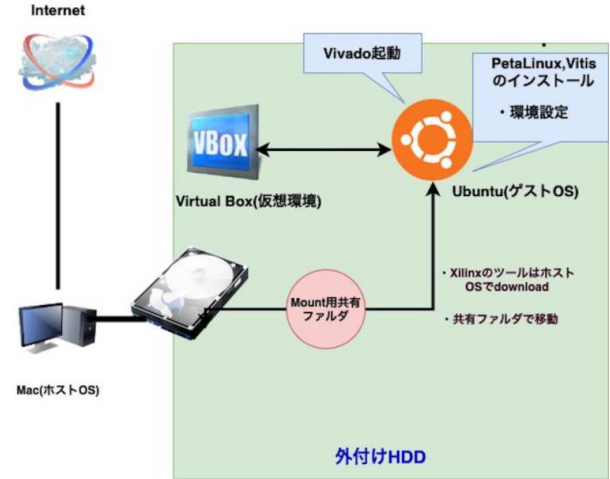 Internet
Vivado起動
PetaLinux,Vitis
のインストール
・環境設定
VBox
Virtual Box(仮想環境)
Ubuntu(ゲストOS)
・Xilinxのツールはホスト
OSでdownload
・共有ファルダで移動
Mount用共有
ファルダ
Mac(ホストOS)
外付けHDD